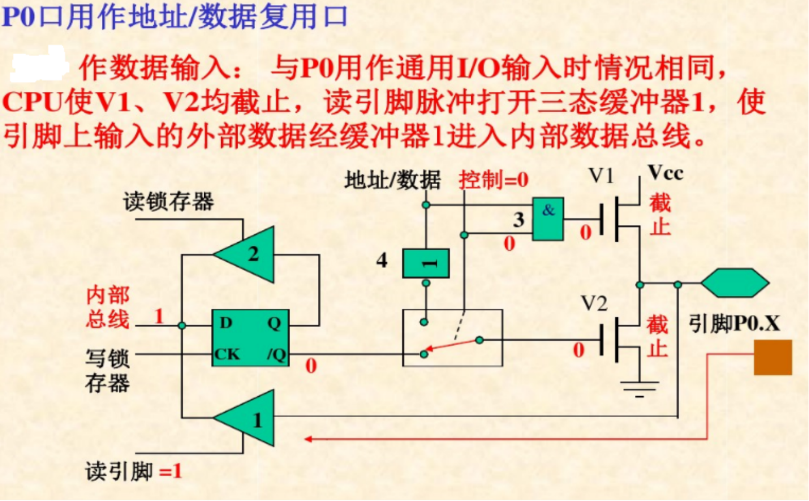 P0口用作地址/数据复用口
作数据输入： 与P0用作通用I/O输入时情况相同，
CPU使V1、V2均截止，读引脚脉冲打开三态缓冲器1，使
引脚上输入的外部数据经缓冲器1进入内部数据总线。
地址/数据 控制=0 V1 Vcc
读锁存器
3 & 0 截
止
2 4 1 0
内部
总线 1
D Q
V2
截
止
引脚P0.X
写锁
存器
CK /Q 0 0
1
读引脚 =1